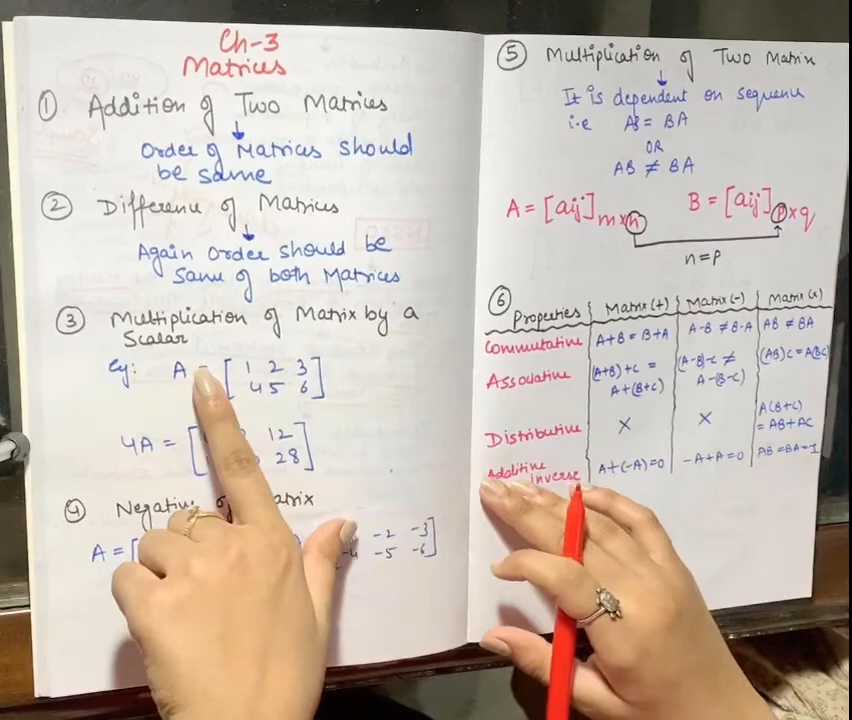 Ch-3
Matrices
① Addition of Two Matrices
↓
Order of Matrices should
be same
② Difference of Matrices
↓
Again order should be
same of both Matrices
③ Multiplication of Matrix by a
Scalar
eg: A = [ 1 2 3
4 5 6 ]
4A = [ 12
28 ]
④ Negative of Matrix
A = [ -2 -3
-4 -5 -6 ]
⑤ Multiplication of Two Matrix
↓
It is dependent on sequence
i.e AB = BA
OR
AB ≠ BA
A = [aij] m×n B = [aij] p×q
n=p
⑥ Properties Matrix(+) Matrix(-) Matrix(x)
Commutative A+B = B+A A-B ≠ B-A AB ≠ BA
Associative (A+B)+C = A+(B+C) (A-B)-C ≠ A-(B-C) (AB)C = A(BC)
Distributive X X A(B+C) = AB+AC
Additive inverse A+(-A)=0 -A+A=0 AB=BA=I